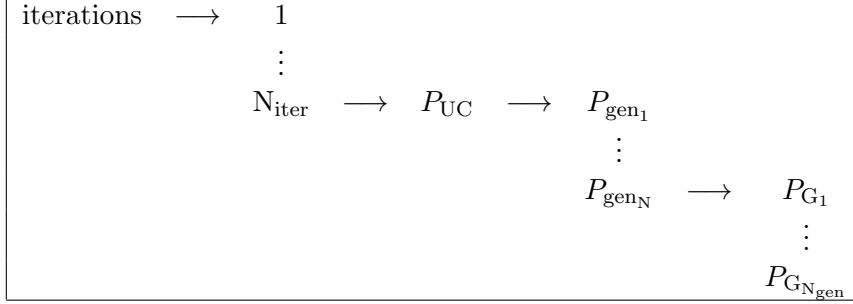 iterations ⟶ 1
⋮
N_iter ⟶ P_UC ⟶ P_gen_1
⋮
P_gen_N ⟶ P_G_1
⋮
P_G_N_gen